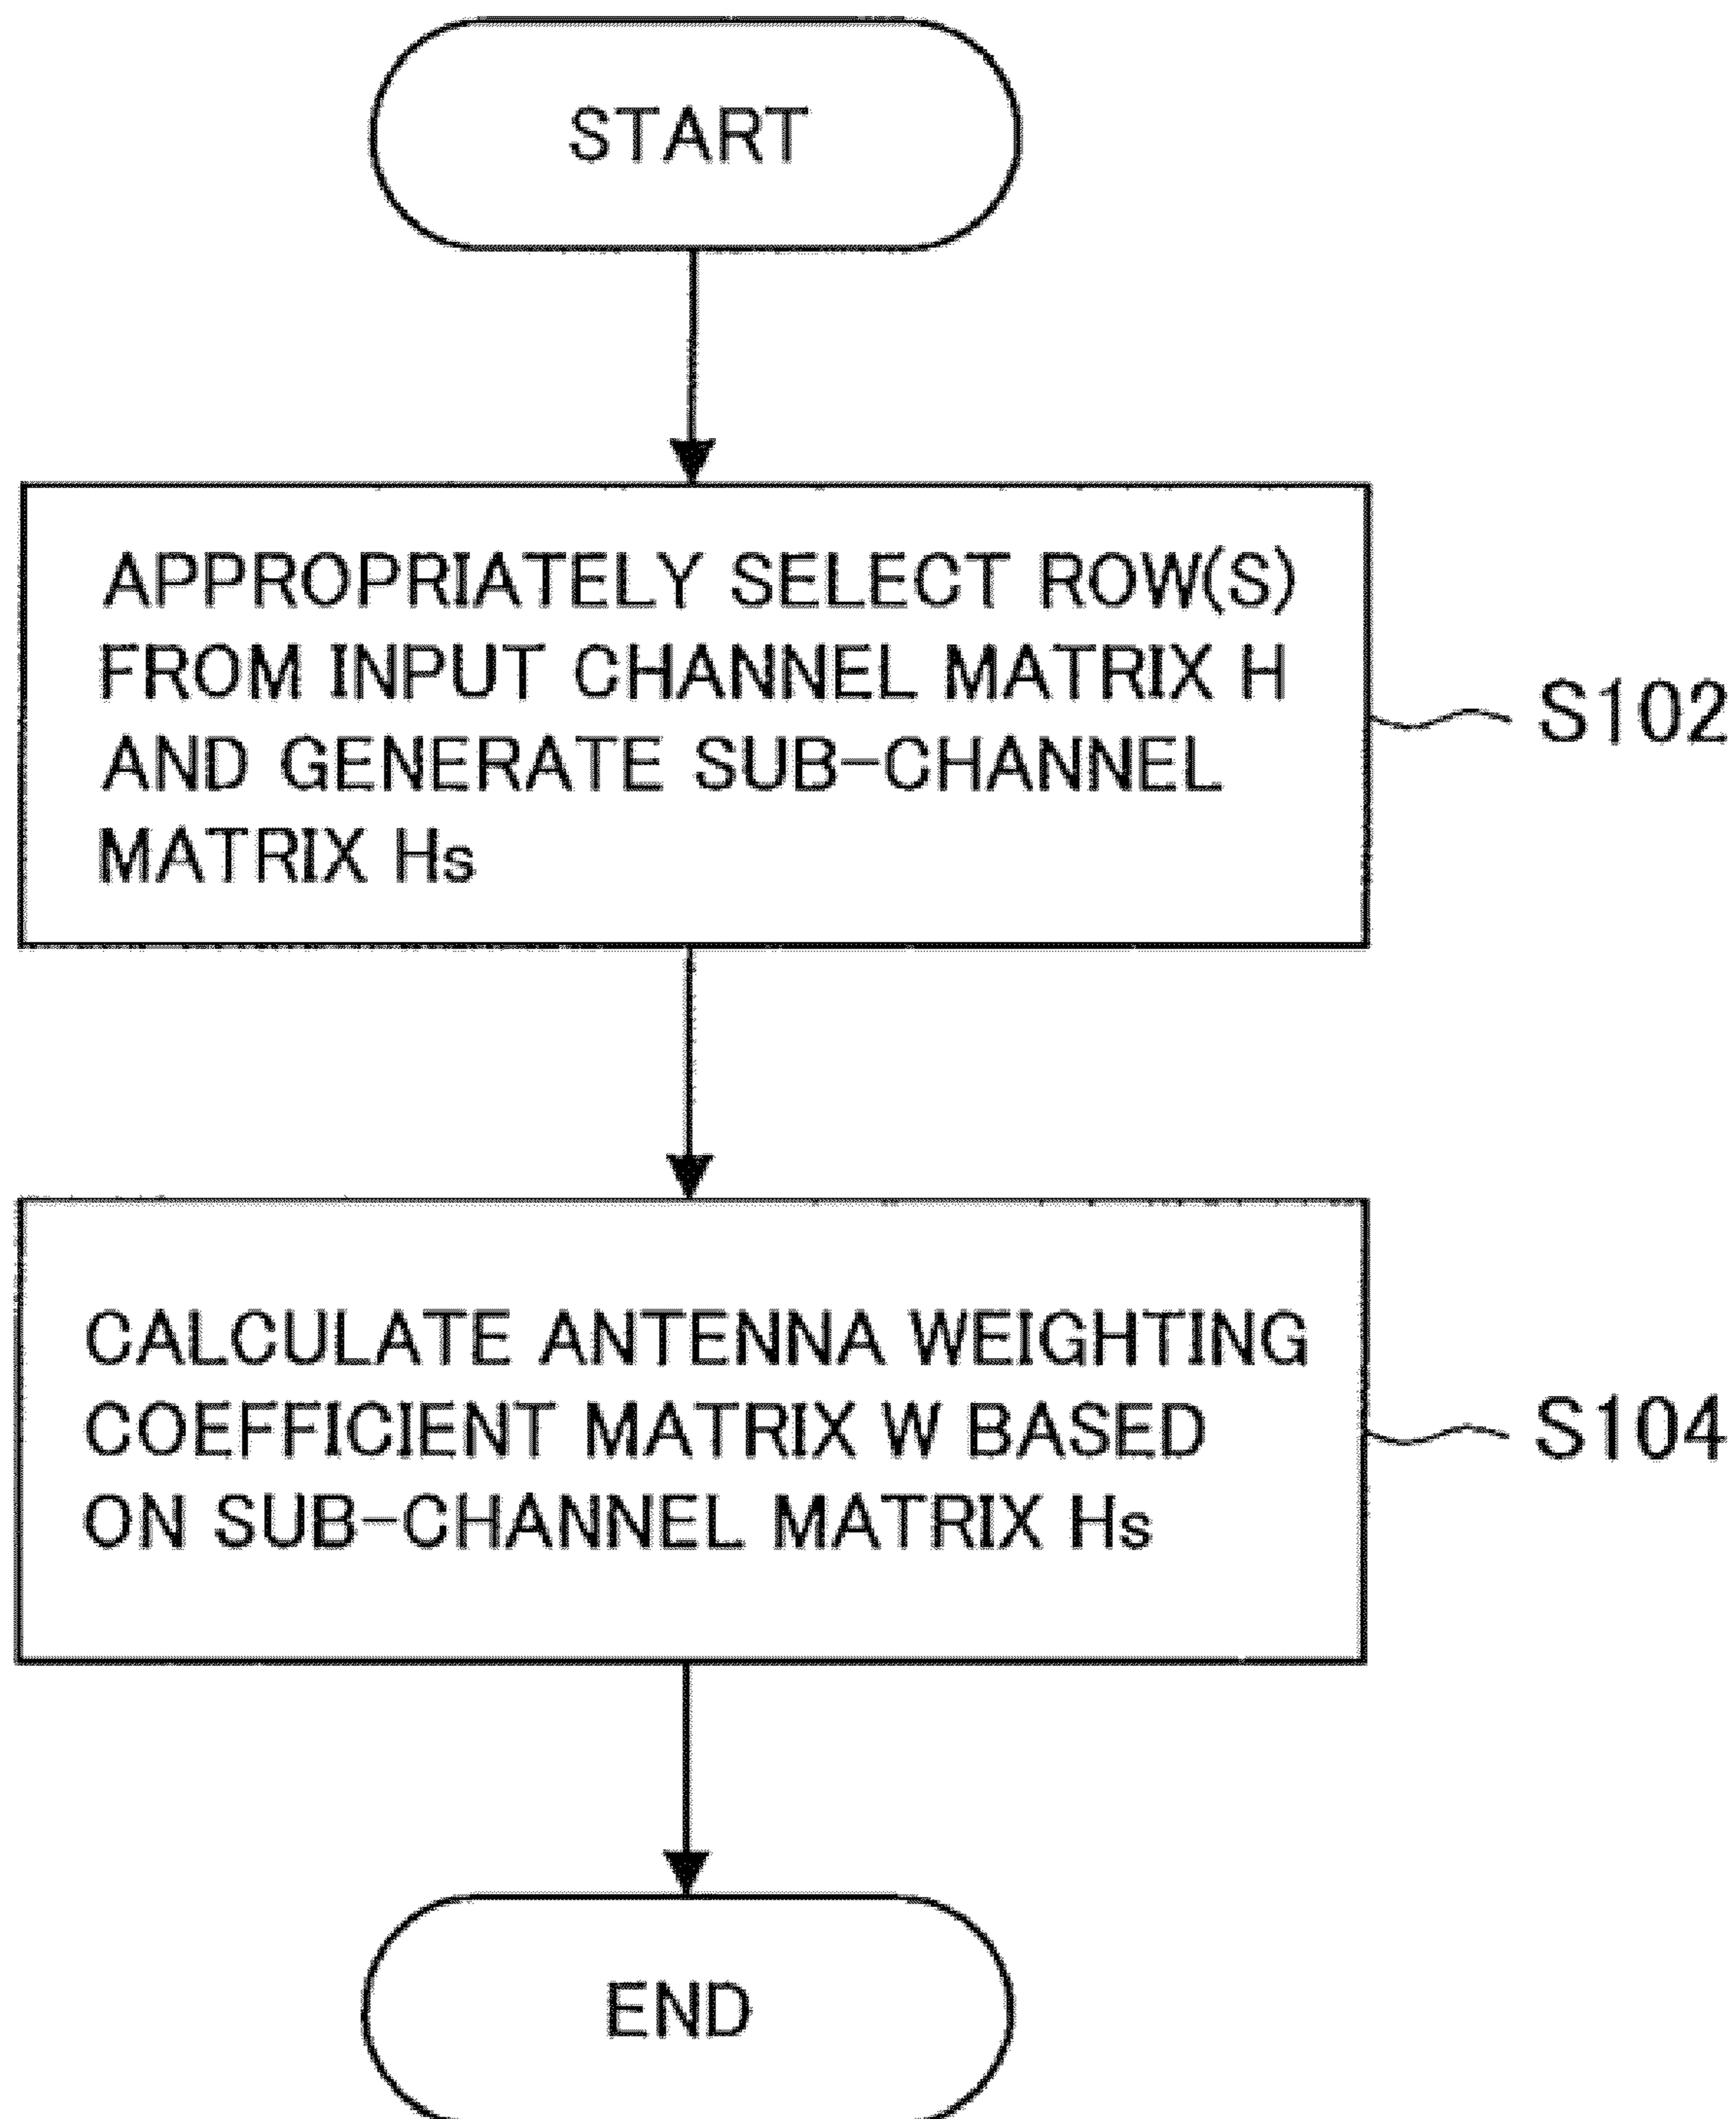 START
APPROPRIATELY SELECT ROW(S)
FROM INPUT CHANNEL MATRIX H
AND GENERATE SUB-CHANNEL
MATRIX Hs
S102
CALCULATE ANTENNA WEIGHTING
COEFFICIENT MATRIX W BASED
ON SUB-CHANNEL MATRIX Hs
S104
END